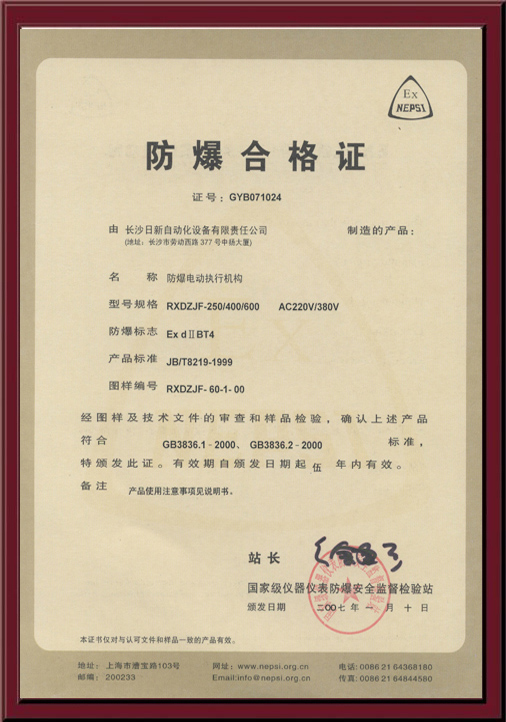 Ex
NEPSI
防爆合格证
证号：GYB071024
由 长沙日新自动化设备有限责任公司 制造的产品：
(地址：长沙市劳动西路377号中扬大厦)
名 称 防爆电动执行机构
型号规格 RXDZJF-250/400/600 AC220V/380V
防爆标志 Ex dⅡBT4
产品标准 JB/T8219-1999
图样编号 RXDZJF-60-1-00
经图样及技术文件的审查和样品检验，确认上述产品
符合 GB3836.1-2000、GB3836.2-2000 标准，
特颁发此证。有效期自颁发日期起 伍 年内有效。
备注 产品使用注意事项见说明书。
站长
国家级仪器仪表防爆安全监督检验站
颁发日期 二〇〇七年 一 月 十 日
本证书仅对与认可文件和样品一致的产品有效。
地址：上海市漕宝路103号 网址：www.nepsi.org.cn 电话：0086 21 64368180
邮编：200233 Email:info@nepsi.org.cn 传真：0086 21 64844580